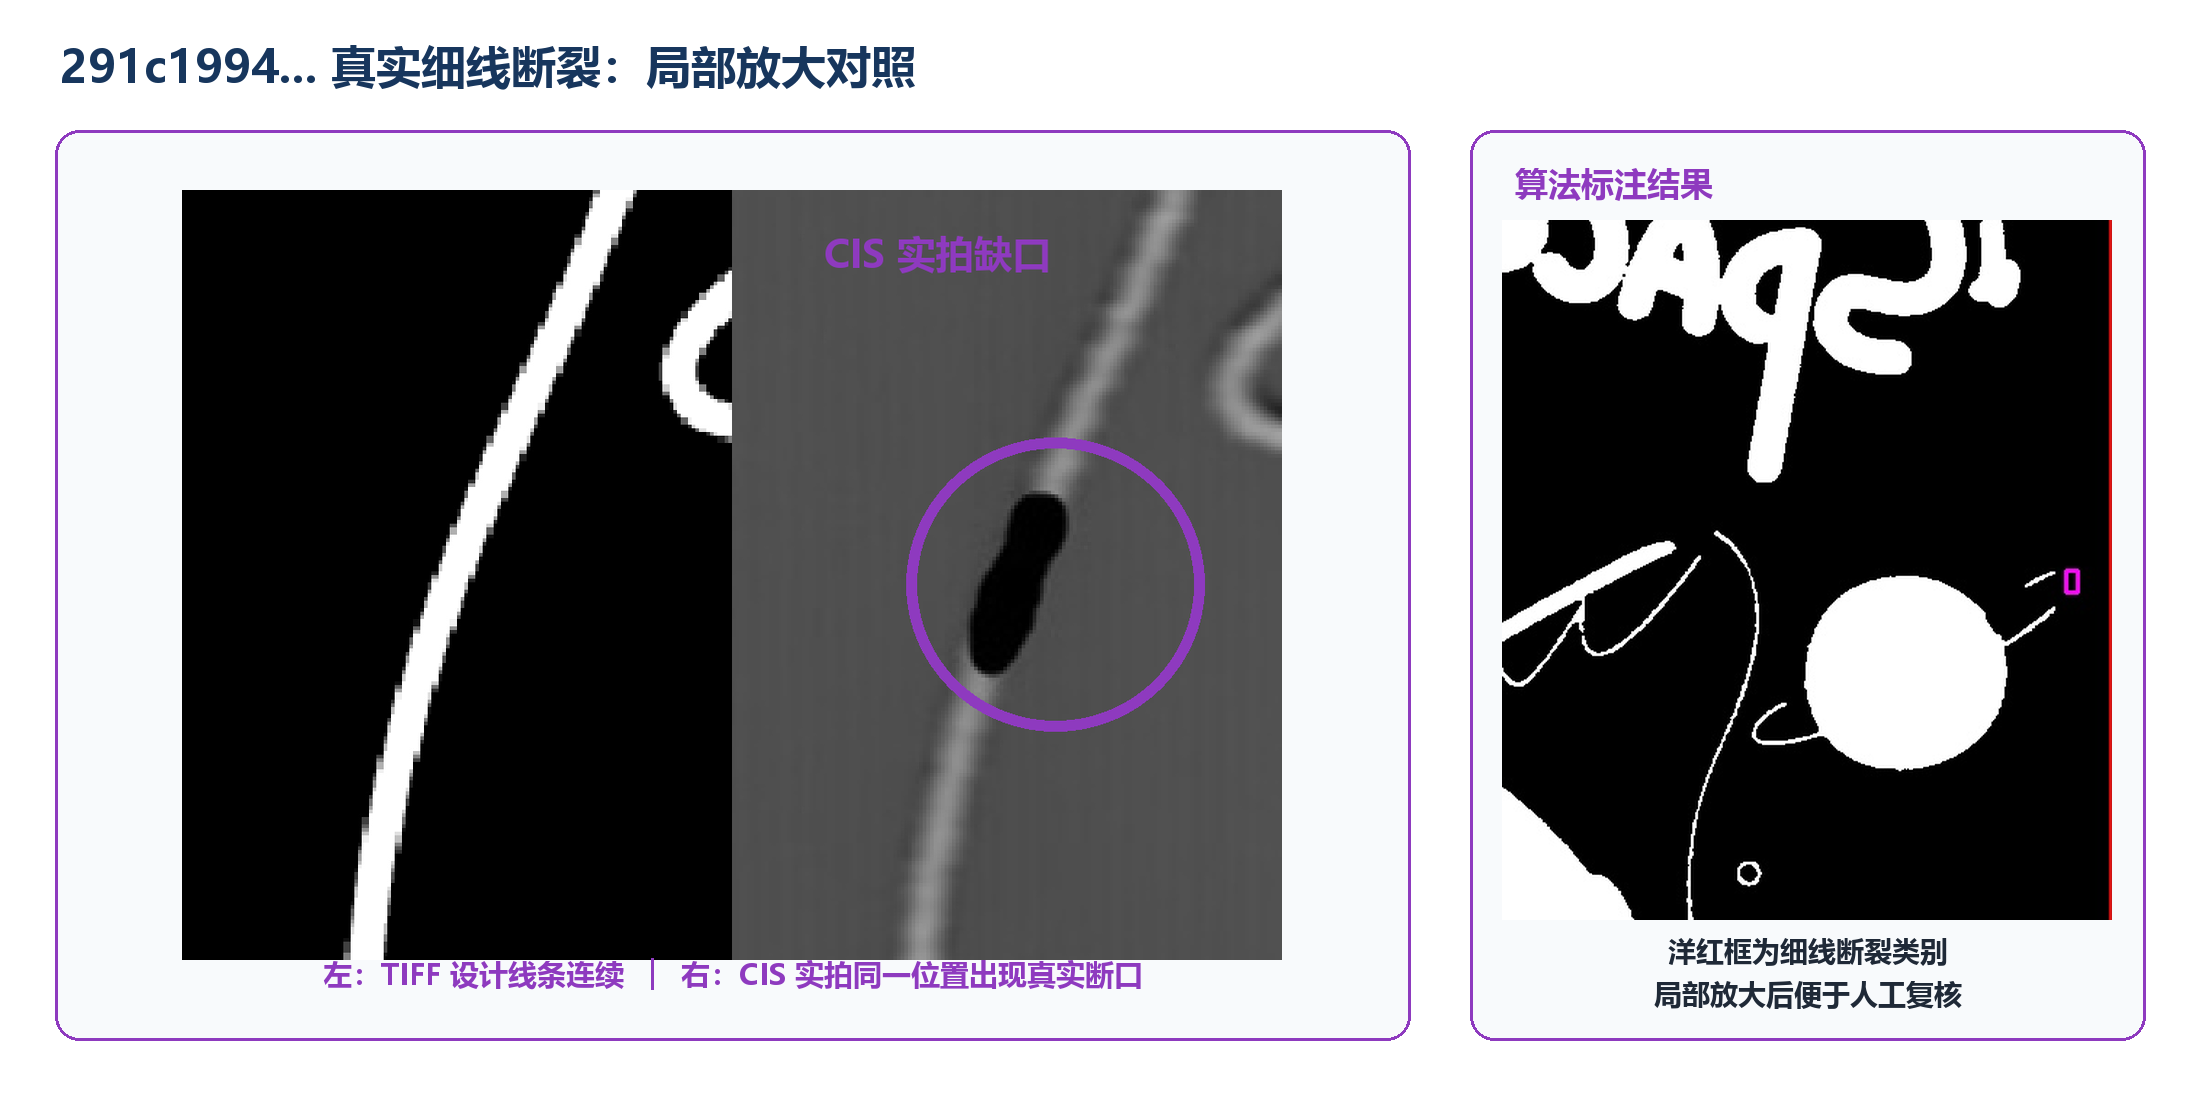 291c1994... 真实细线断裂：局部放大对照
CIS 实拍缺口
左：TIFF 设计线条连续 ｜ 右：CIS 实拍同一位置出现真实断口
算法标注结果
洋红框为细线断裂类别
局部放大后便于人工复核